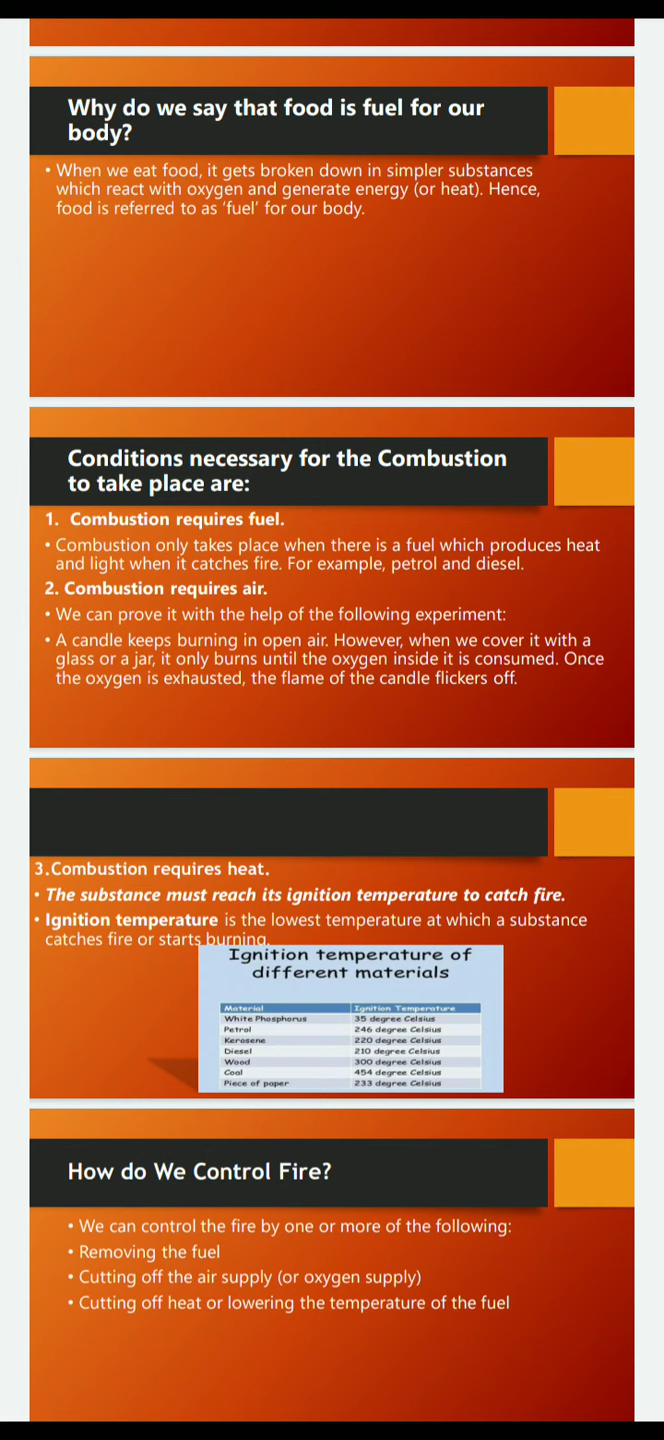 Why do we say that food is fuel for our
body?
• When we eat food, it gets broken down in simpler substances
which react with oxygen and generate energy (or heat). Hence,
food is referred to as 'fuel' for our body.
Conditions necessary for the Combustion
to take place are:
1. Combustion requires fuel.
• Combustion only takes place when there is a fuel which produces heat
and light when it catches fire. For example, petrol and diesel.
2. Combustion requires air.
• We can prove it with the help of the following experiment:
• A candle keeps burning in open air. However, when we cover it with a
glass or a jar, it only burns until the oxygen inside it is consumed. Once
the oxygen is exhausted, the flame of the candle flickers off.
3.Combustion requires heat.
• The substance must reach its ignition temperature to catch fire.
• Ignition temperature is the lowest temperature at which a substance
catches fire or starts burning.
Ignition temperature of
different materials
Material Ignition Temperature
White Phosphorus 35 degree Celsius
Petrol 246 degree Celsius
Kerosene 220 degree Celsius
Diesel 210 degree Celsius
Wood 300 degree Celsius
Coal 454 degree Celsius
Piece of paper 233 degree Celsius
How do We Control Fire?
• We can control the fire by one or more of the following:
• Removing the fuel
• Cutting off the air supply (or oxygen supply)
• Cutting off heat or lowering the temperature of the fuel